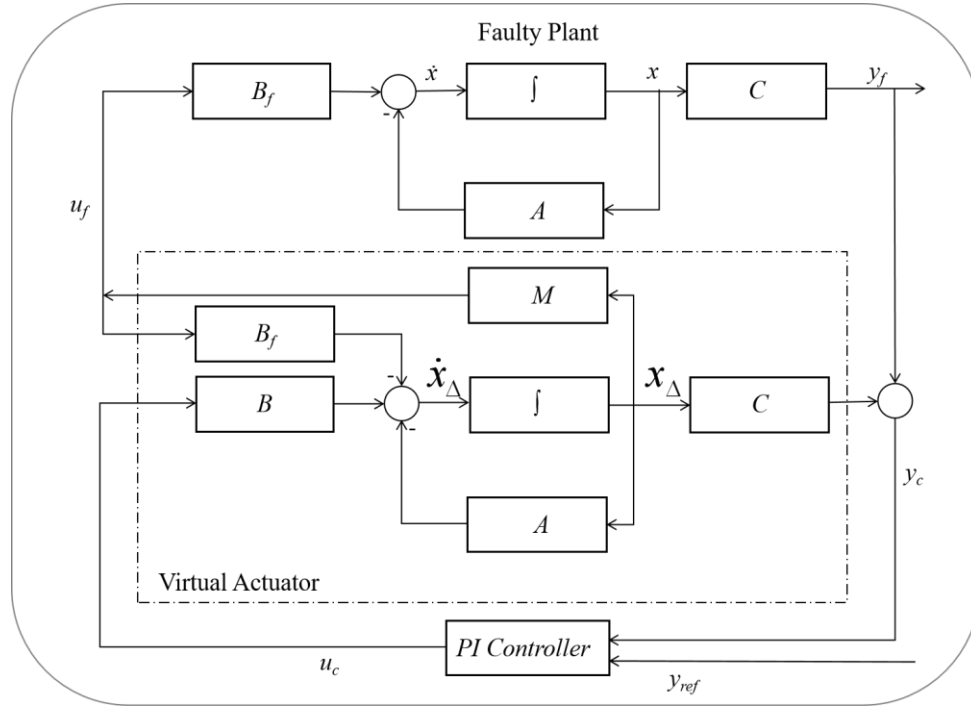 Faulty Plant
B_f
-
ẋ
∫
x
C
y_f
A
u_f
M
B_f
-
B
-
ẋ_Δ
∫
x_Δ
C
y_c
A
Virtual Actuator
PI Controller
u_c
y_ref